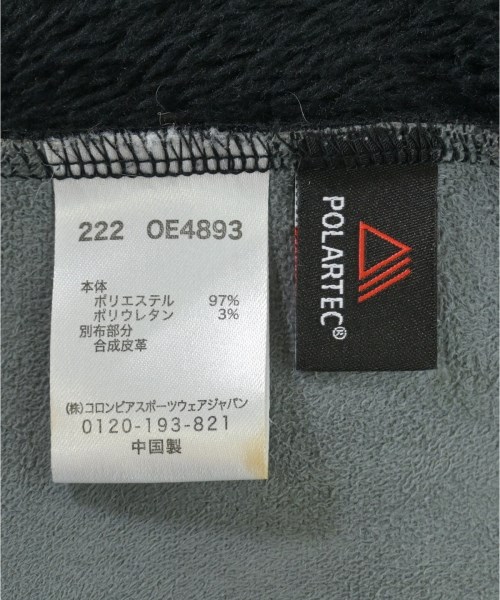 222 OE4893
本体
ポリエステル 97%
ポリウレタン 3%
別布部分
合成皮革
(株)コロンビアスポーツウェアジャパン
0120-193-821
中国製
POLARTEC®